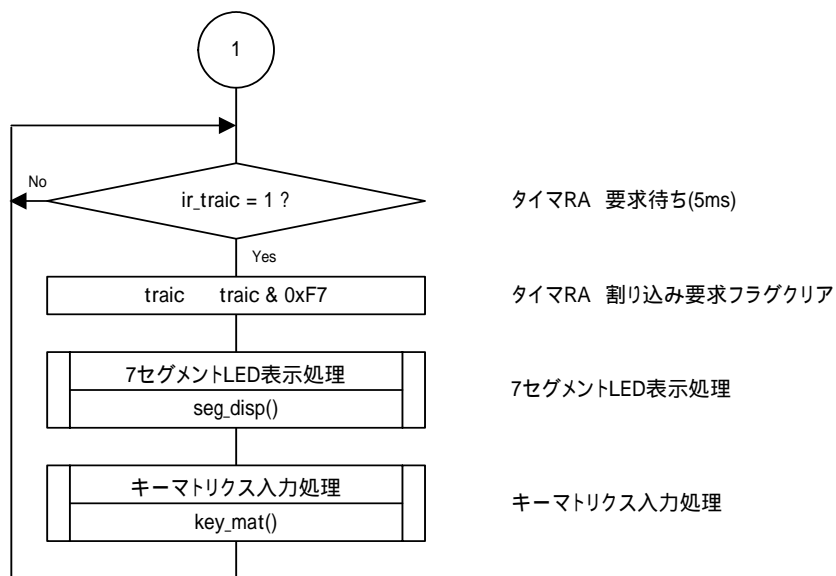 1
No
ir_traic = 1 ?
タイマRA 要求待ち(5ms)
Yes
traic traic & 0xF7
タイマRA 割り込み要求フラグクリア
7セグメントLED表示処理
seg_disp()
7セグメントLED表示処理
キーマトリクス入力処理
key_mat()
キーマトリクス入力処理